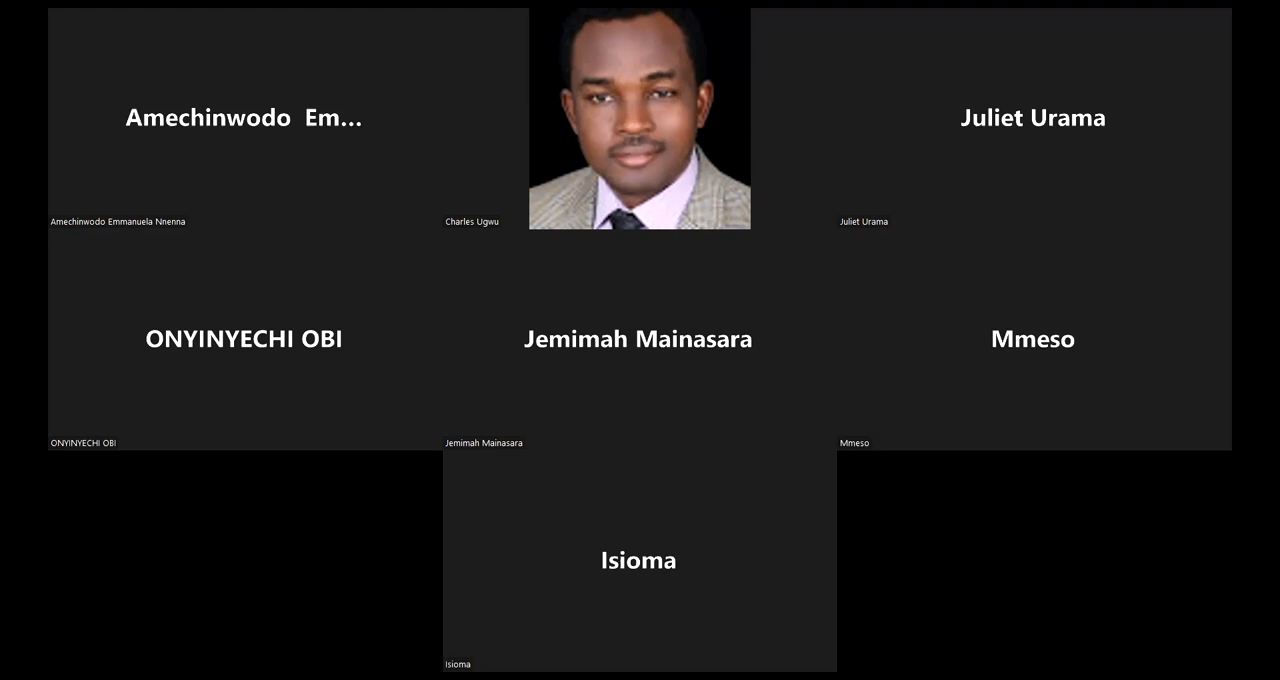 Amechinwodo  Em...
Amechinwodo Emmanuela Nnenna
Charles Ugwu
Juliet Urama
Juliet Urama
ONYINYECHI OBI
ONYINYECHI OBI
Jemimah Mainasara
Jemimah Mainasara
Mmeso
Mmeso
Isioma
Isioma